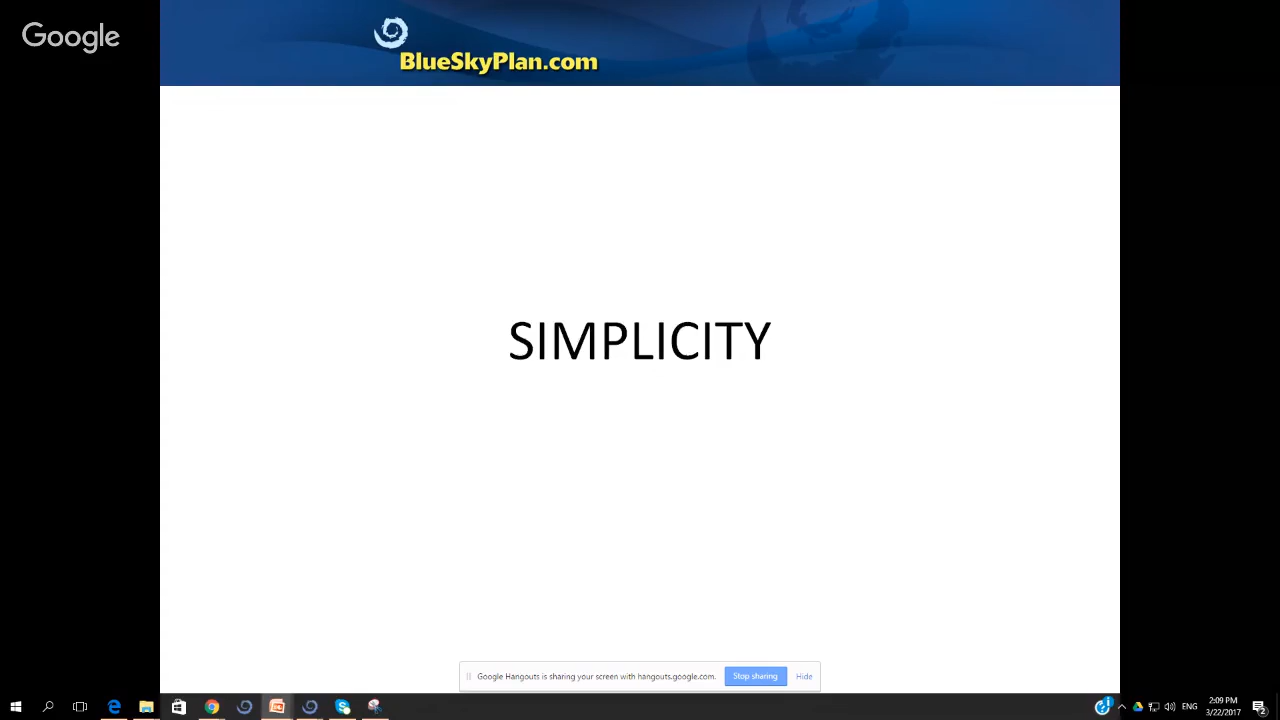 Google
BlueSkyPlan.com
SIMPLICITY
Google Hangouts is sharing your screen with hangouts.google.com.
Stop sharing
Hide
ENG
2:09 PM
3/22/2017
2